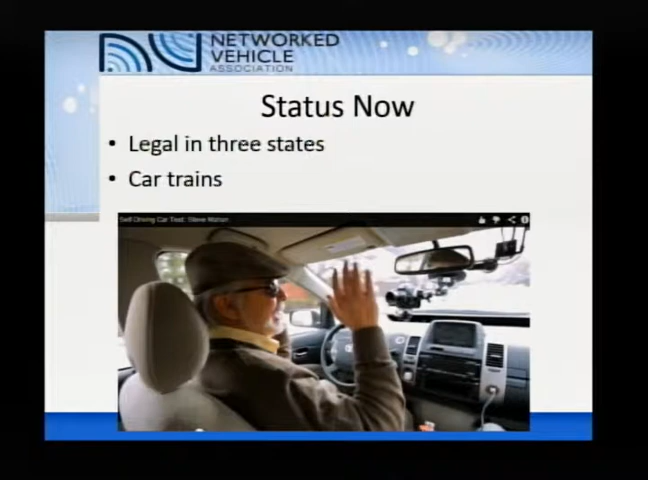 NETWORKED
VEHICLE
ASSOCIATION
Status Now
• Legal in three states
• Car trains
Self-Driving Car Test: Steve Mahan